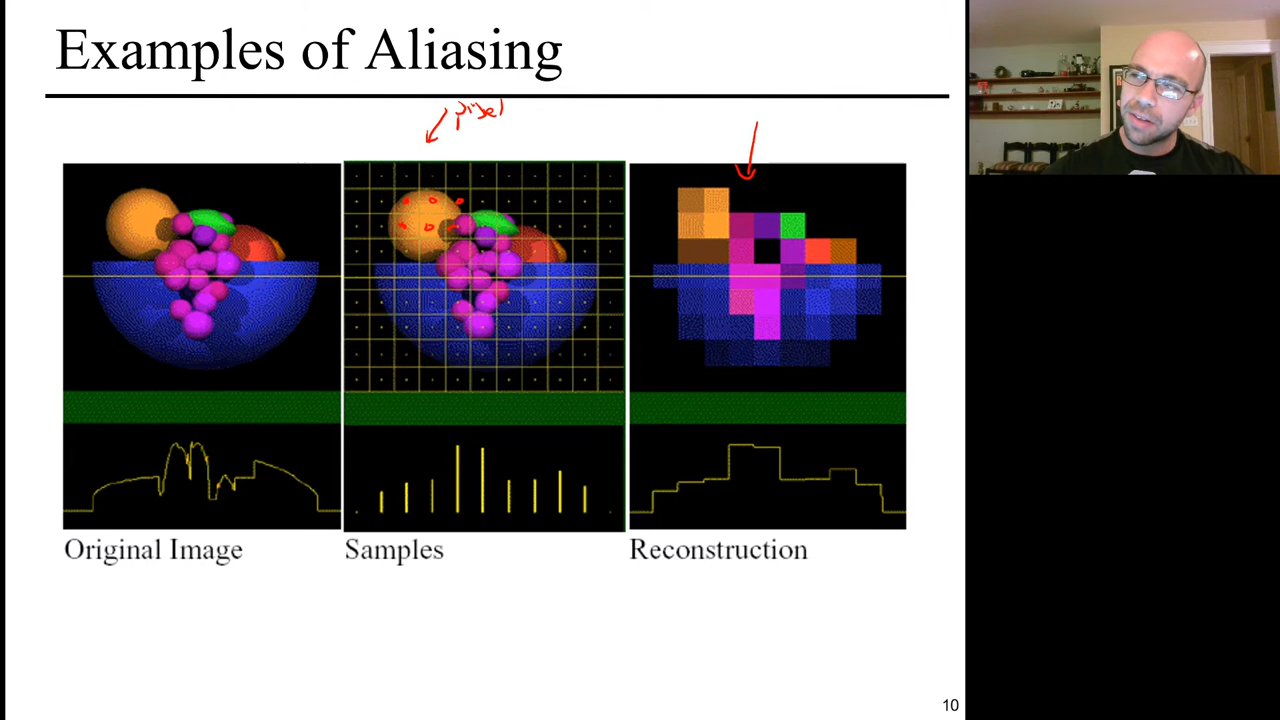 Examples of Aliasing
pixel
Original Image
Samples
Reconstruction
10